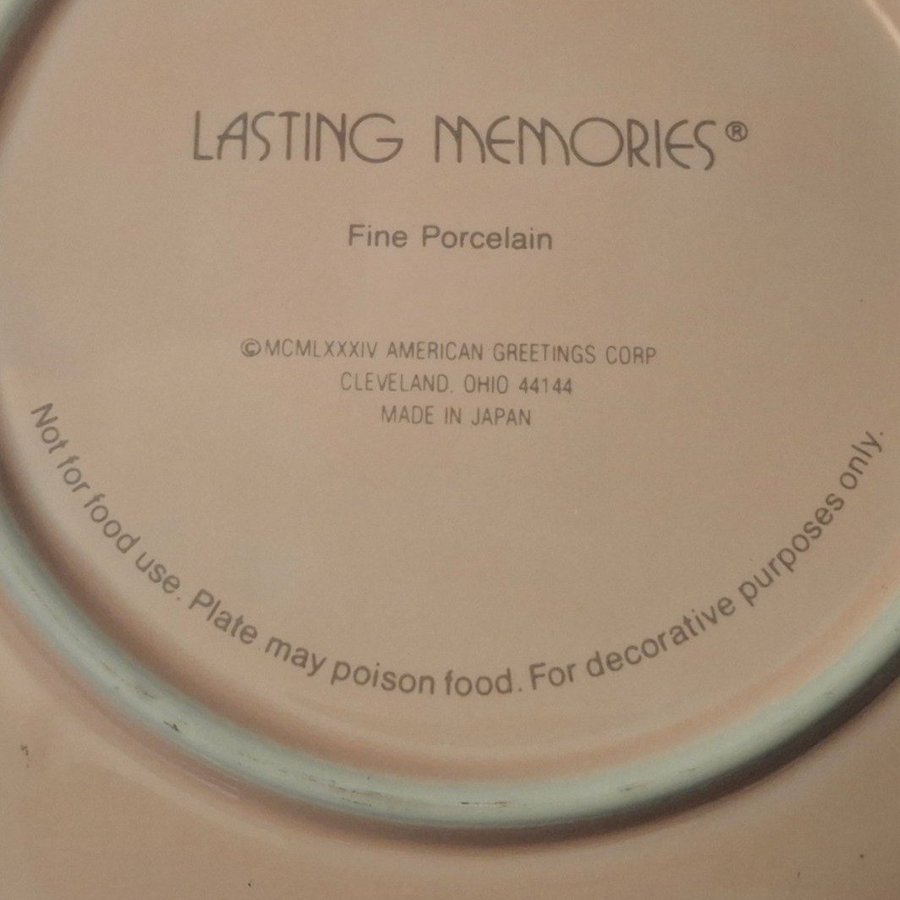 LASTING MEMORIES®
Fine Porcelain
©MCMLXXXIV AMERICAN GREETINGS CORP
CLEVELAND, OHIO 44144
MADE IN JAPAN
Not for food use. Plate may poison food. For decorative purposes only.